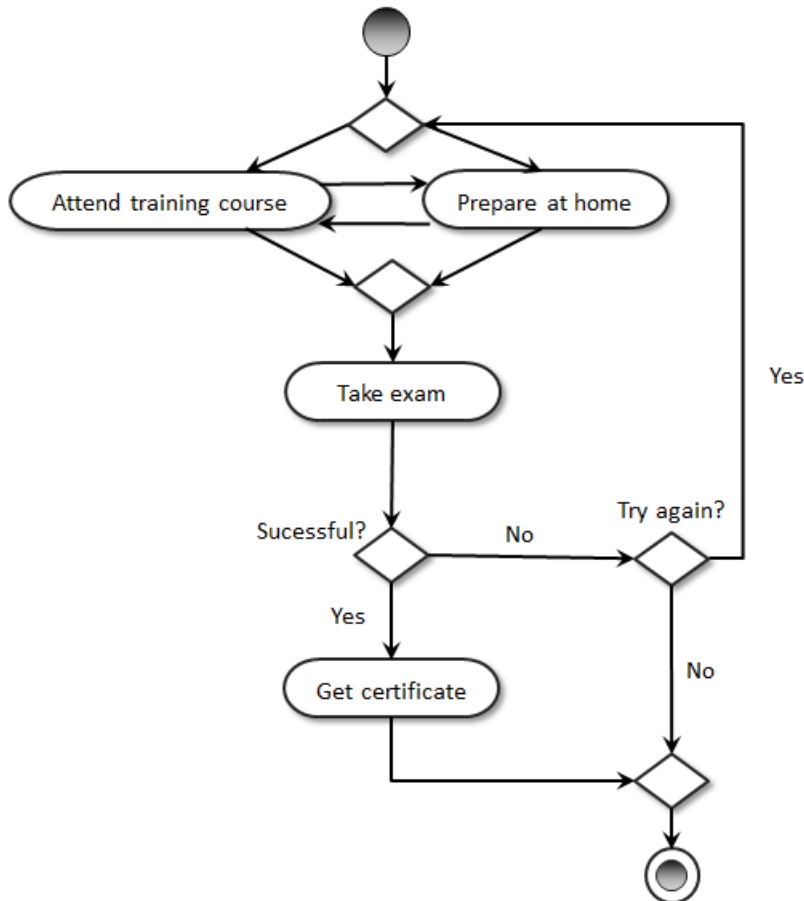 Attend training course
Prepare at home
Take exam
Yes
Try again?
Sucessful?
No
Yes
No
Get certificate